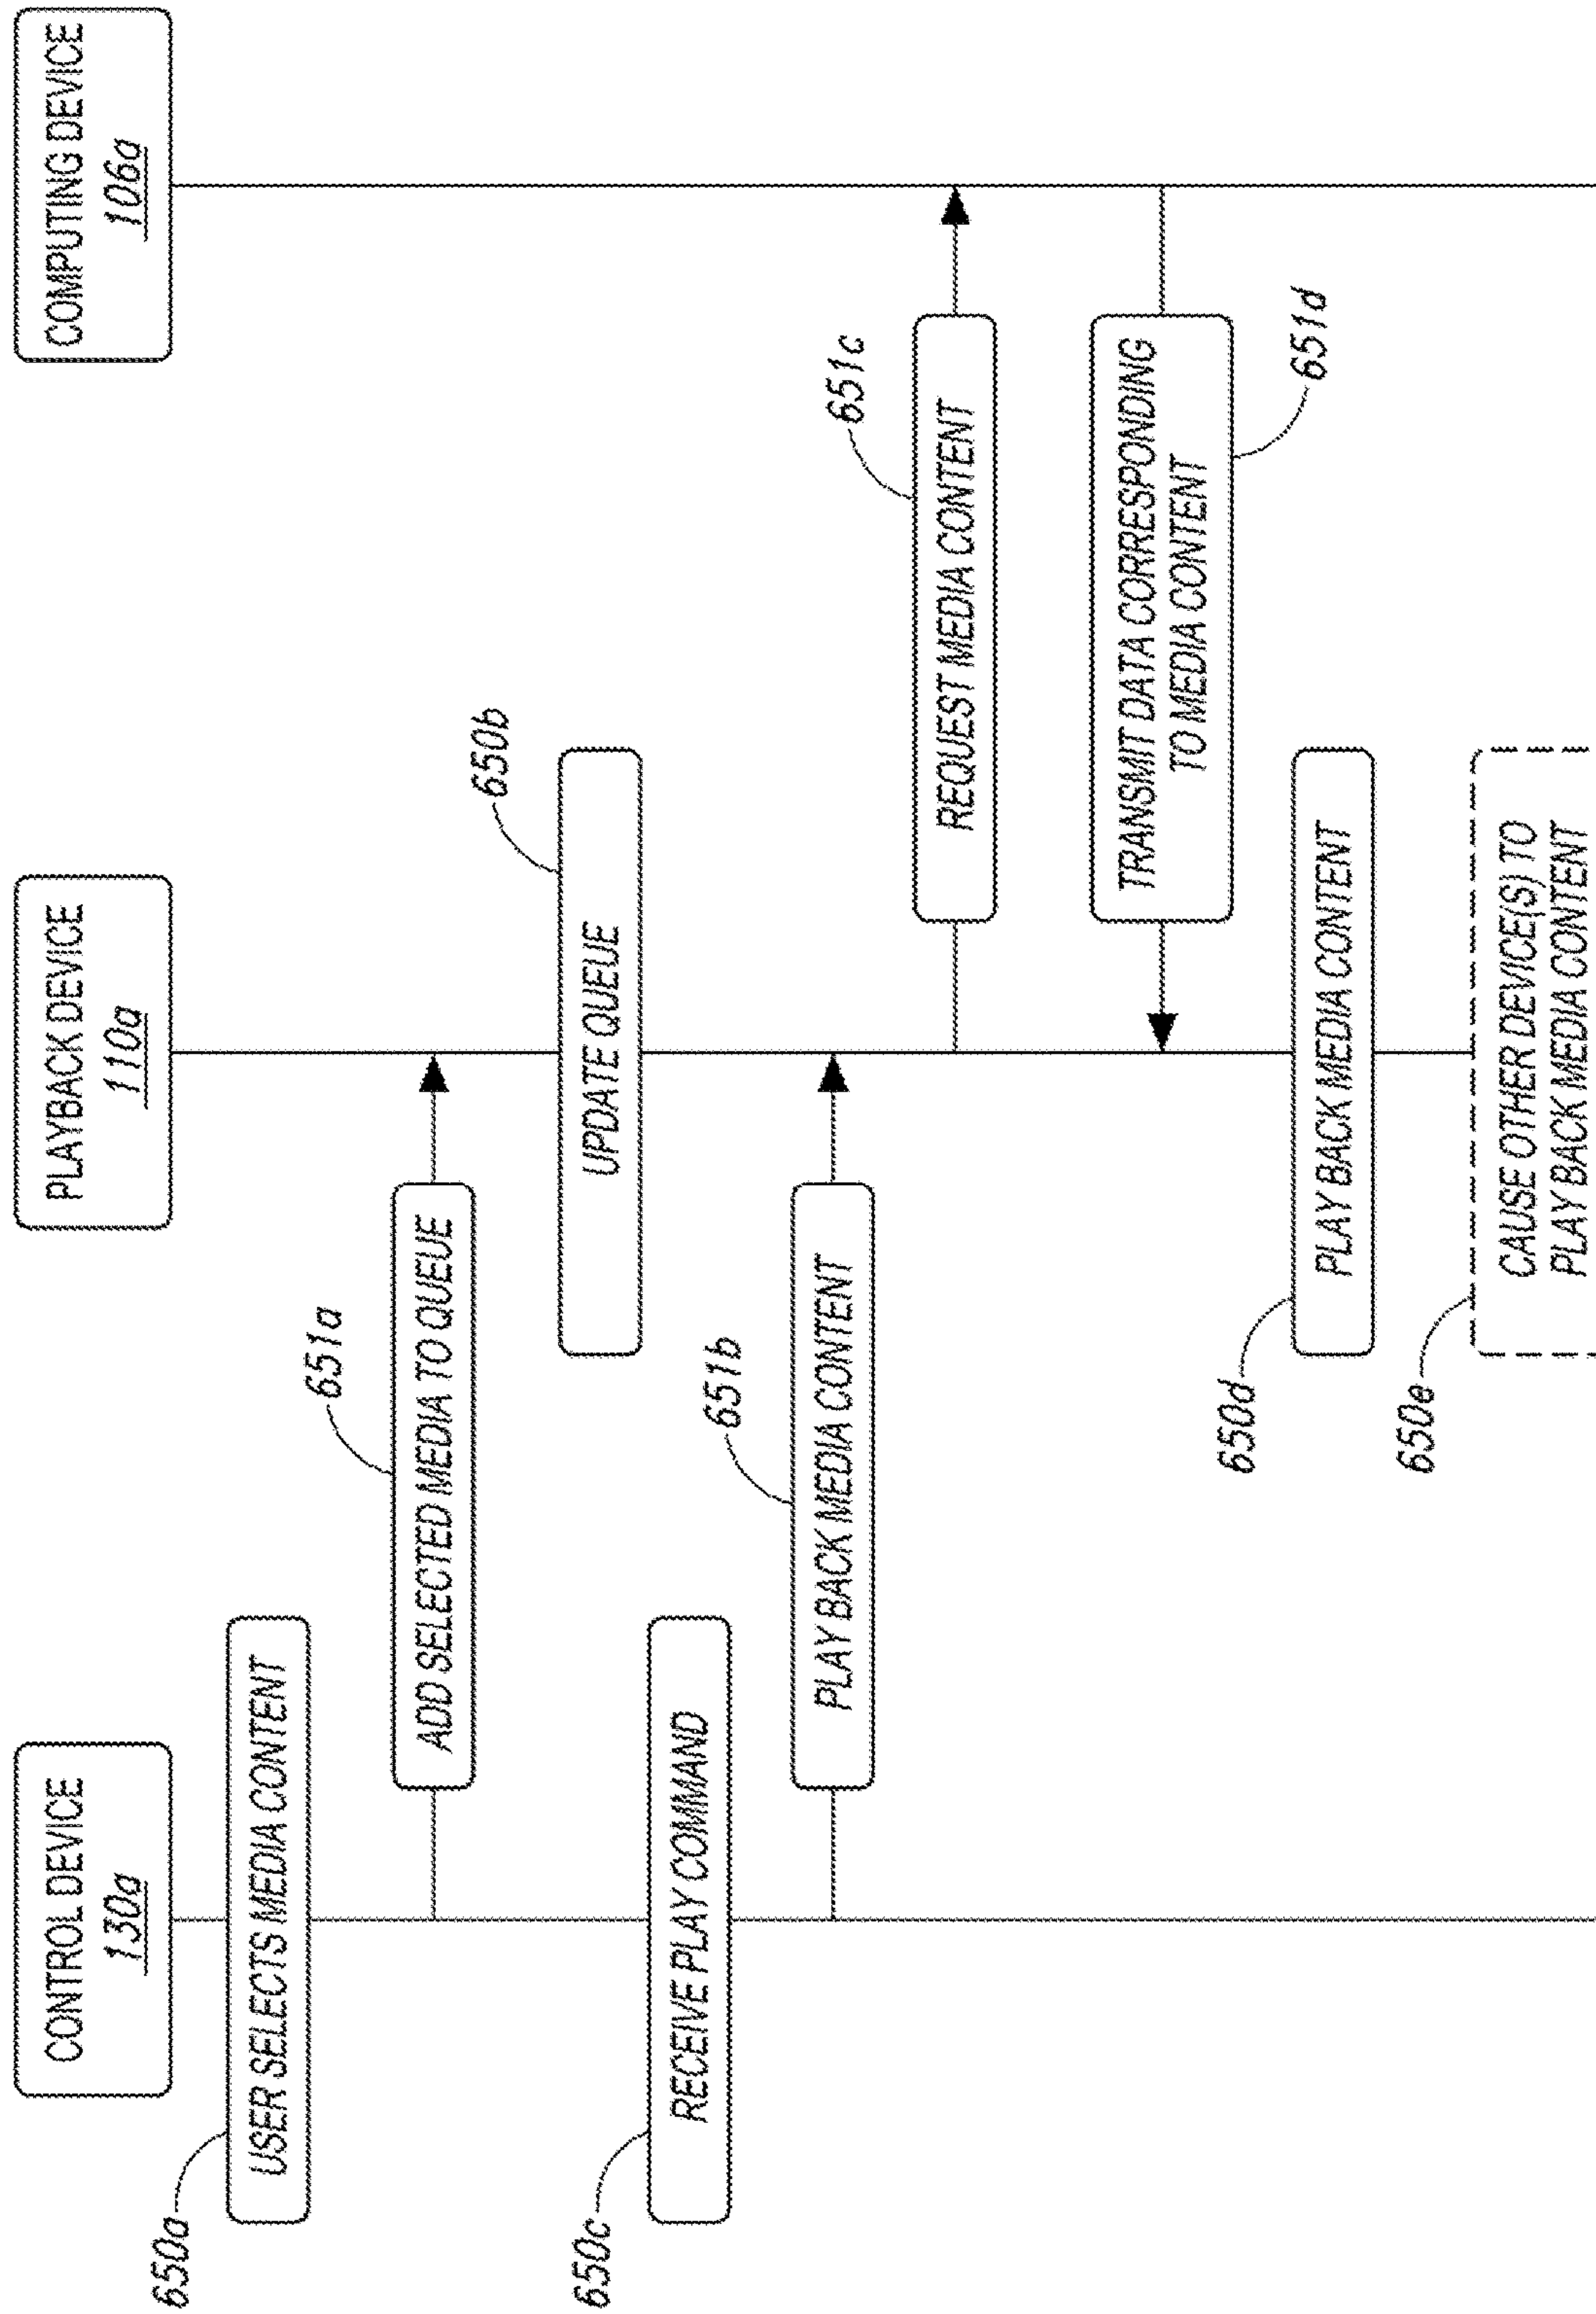 CONTROL DEVICE
130a
PLAYBACK DEVICE
110a
COMPUTING DEVICE
106a
650a
USER SELECTS MEDIA CONTENT
651a
ADD SELECTED MEDIA TO QUEUE
650b
UPDATE QUEUE
650c
RECEIVE PLAY COMMAND
651b
PLAY BACK MEDIA CONTENT
651c
REQUEST MEDIA CONTENT
TRANSMIT DATA CORRESPONDING
TO MEDIA CONTENT
651d
650d
PLAY BACK MEDIA CONTENT
650e
CAUSE OTHER DEVICE(S) TO
PLAY BACK MEDIA CONTENT